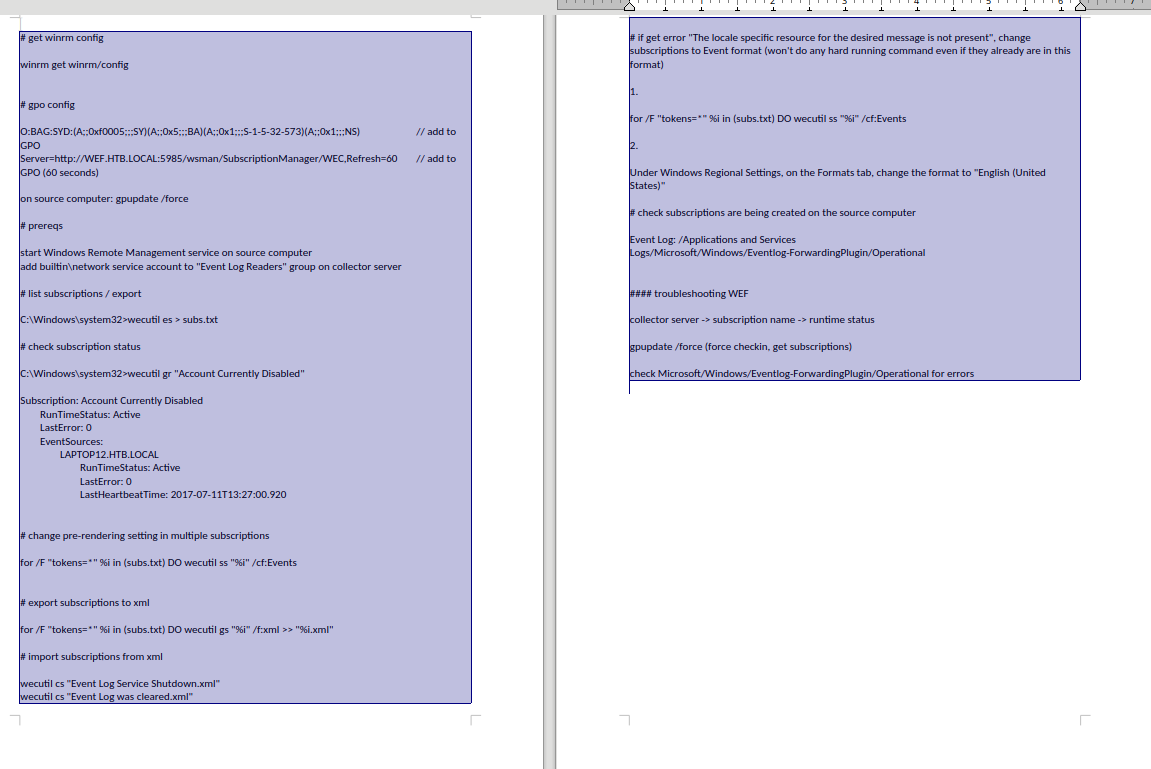 # get winrm config
winrm get winrm/config
# gpo config
O:BAG:SYD:(A;;0xf0005;;;SY)(A;;0x5;;;BA)(A;;0x1;;;S-1-5-32-573)(A;;0x1;;;NS) // add to
GPO
Server=http://WEF.HTB.LOCAL:5985/wsman/SubscriptionManager/WEC,Refresh=60 // add to
GPO (60 seconds)
on source computer: gpupdate /force
# prereqs
start Windows Remote Management service on source computer
add builtin\network service account to "Event Log Readers" group on collector server
# list subscriptions / export
C:\Windows\system32>wecutil es > subs.txt
# check subscription status
C:\Windows\system32>wecutil gr "Account Currently Disabled"
Subscription: Account Currently Disabled
RunTimeStatus: Active
LastError: 0
EventSources:
LAPTOP12.HTB.LOCAL
RunTimeStatus: Active
LastError: 0
LastHeartbeatTime: 2017-07-11T13:27:00.920
# change pre-rendering setting in multiple subscriptions
for /F "tokens=*" %i in (subs.txt) DO wecutil ss "%i" /cf:Events
# export subscriptions to xml
for /F "tokens=*" %i in (subs.txt) DO wecutil gs "%i" /f:xml >> "%i.xml"
# import subscriptions from xml
wecutil cs "Event Log Service Shutdown.xml"
wecutil cs "Event Log was cleared.xml"
1 2 3 4 5 6 7
# if get error "The locale specific resource for the desired message is not present", change
subscriptions to Event format (won't do any hard running command even if they already are in this
format)
1.
for /F "tokens=*" %i in (subs.txt) DO wecutil ss "%i" /cf:Events
2.
Under Windows Regional Settings, on the Formats tab, change the format to "English (United
States)"
# check subscriptions are being created on the source computer
Event Log: /Applications and Services
Logs/Microsoft/Windows/Eventlog-ForwardingPlugin/Operational
#### troubleshooting WEF
collector server -> subscription name -> runtime status
gpupdate /force (force checkin, get subscriptions)
check Microsoft/Windows/Eventlog-ForwardingPlugin/Operational for errors